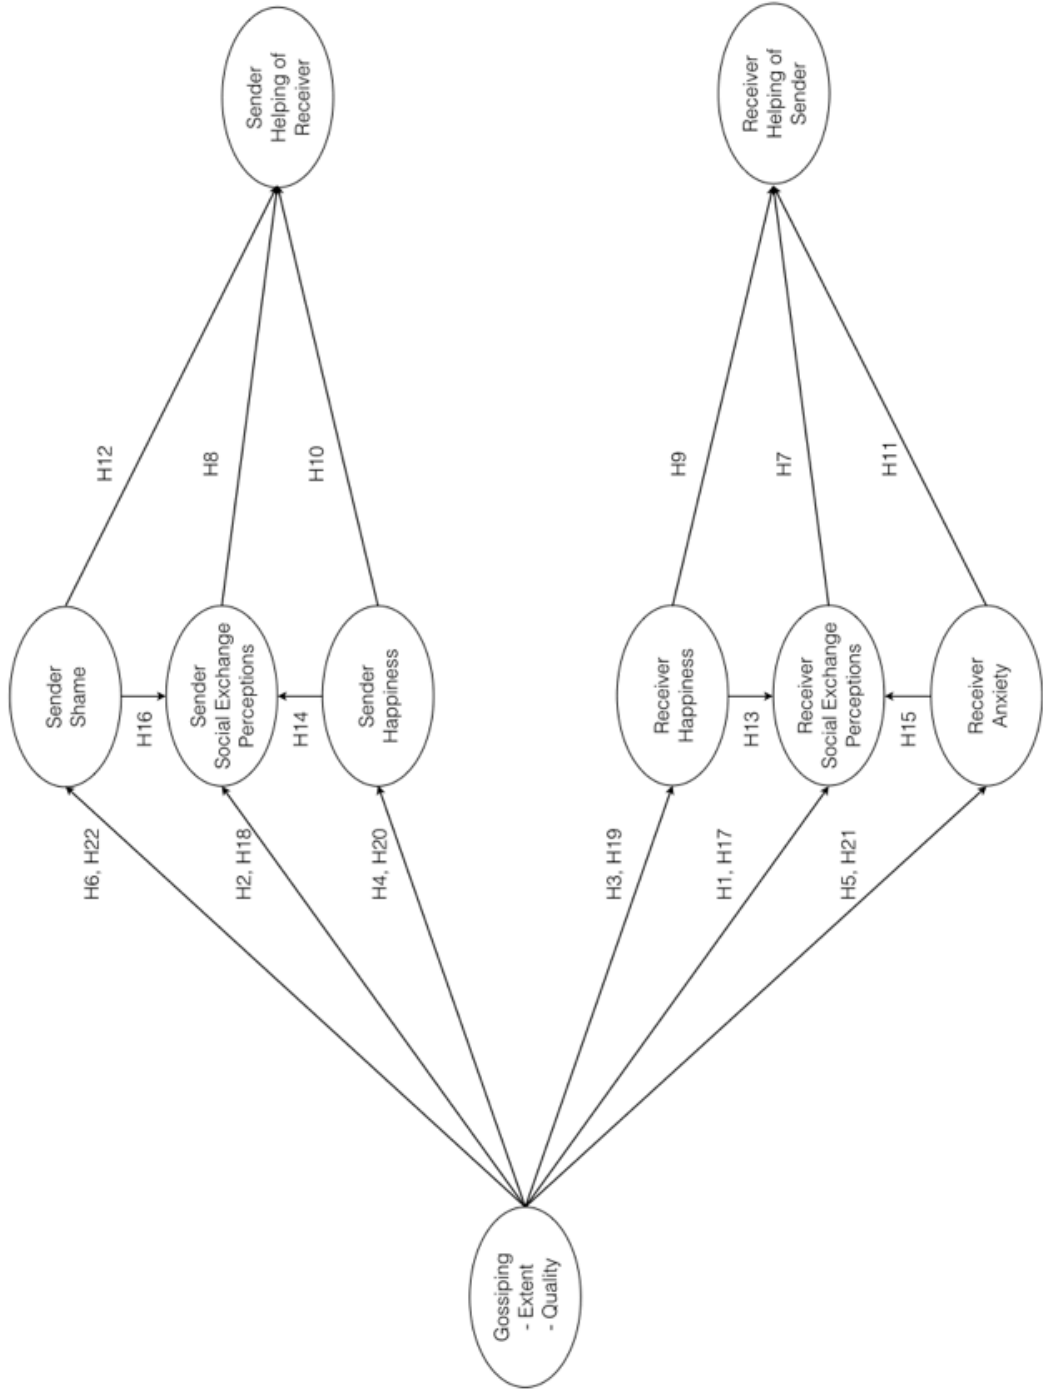 Gossiping
- Extent
- Quality
H6, H22
H2, H18
H4, H20
H3, H19
H1, H17
H5, H21
Sender
Shame
H16
Sender
Social Exchange
Perceptions
H14
Sender
Happiness
Receiver
Happiness
H13
Receiver
Social Exchange
Perceptions
H15
Receiver
Anxiety
H12
H8
H10
H9
H7
H11
Sender
Helping of
Receiver
Receiver
Helping of
Sender